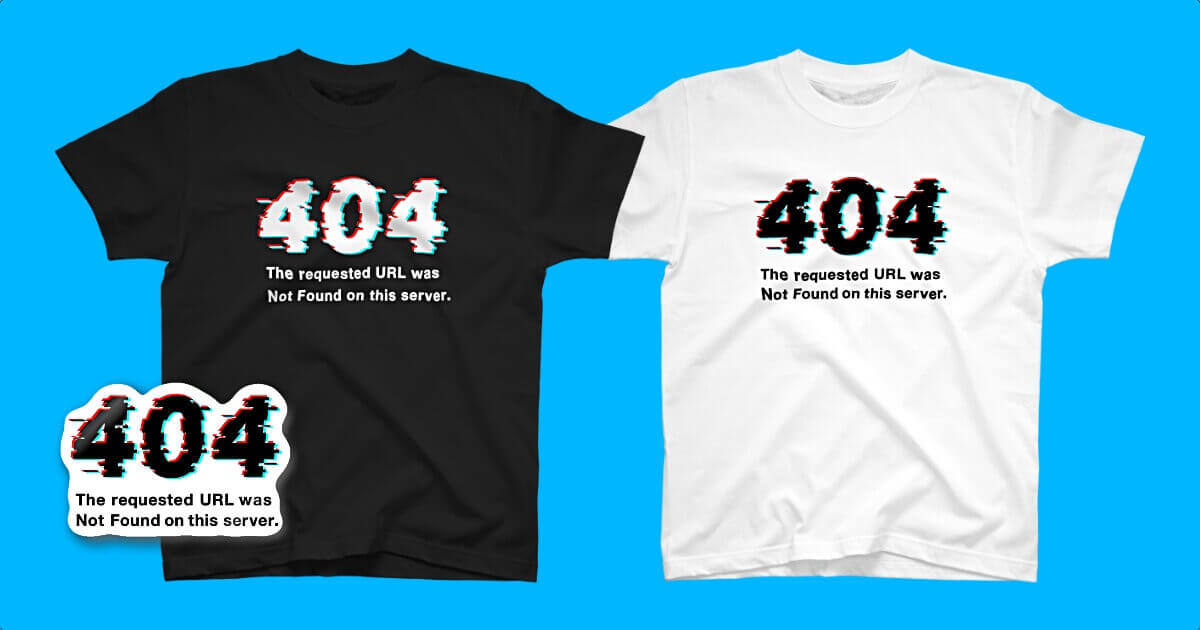 404
The requested URL was
Not Found on this server.
404
The requested URL was
Not Found on this server.
404
The requested URL was
Not Found on this server.